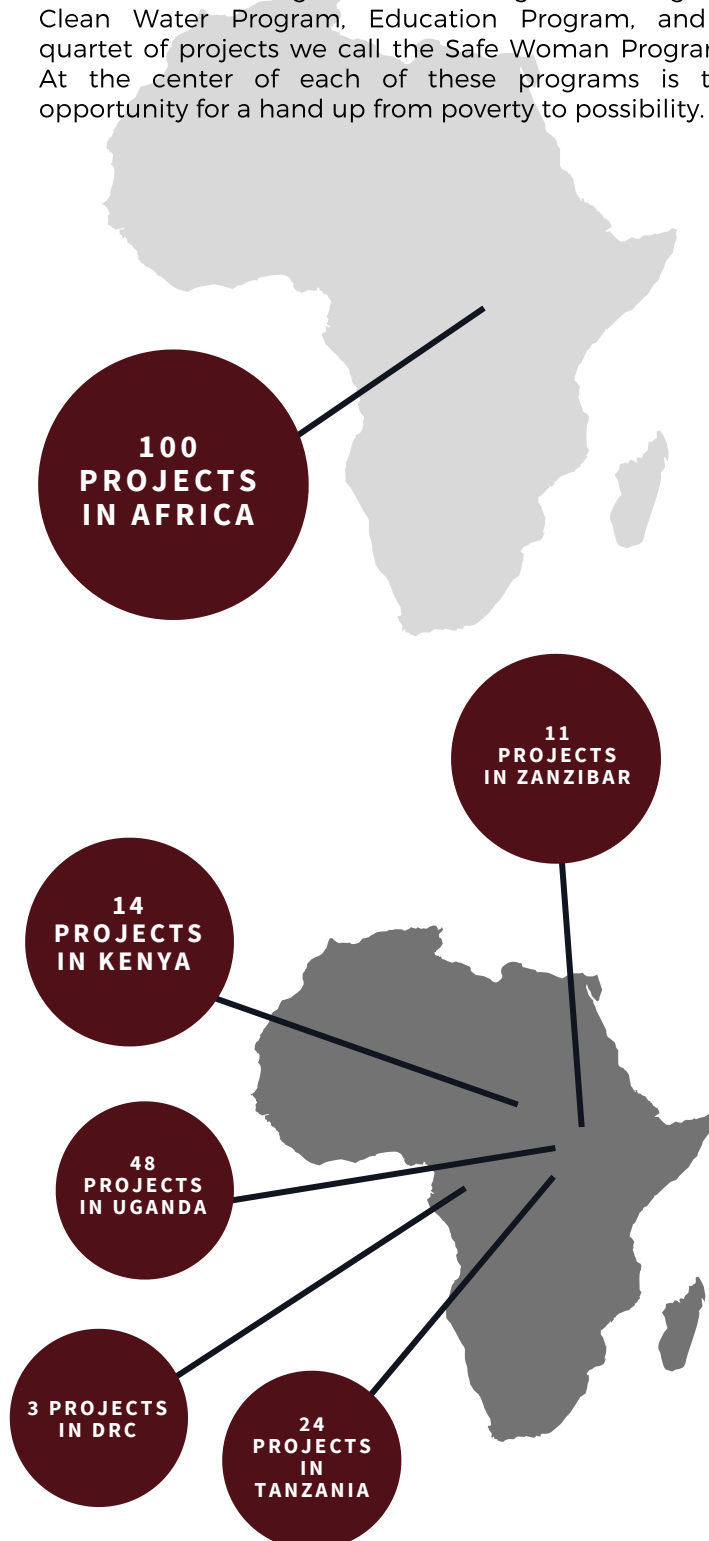 Clean Water Program, Education Program, and
quartet of projects we call the Safe Woman
At the center of each of these programs is
opportunity for a hand up from poverty to possibility.
100
PROJECTS
IN AFRICA
11
PROJECTS
IN ZANZIBAR
14
PROJECTS
IN KENYA
48
PROJECTS
IN UGANDA
3 PROJECTS
IN DRC
24
PROJECTS
IN
TANZANIA